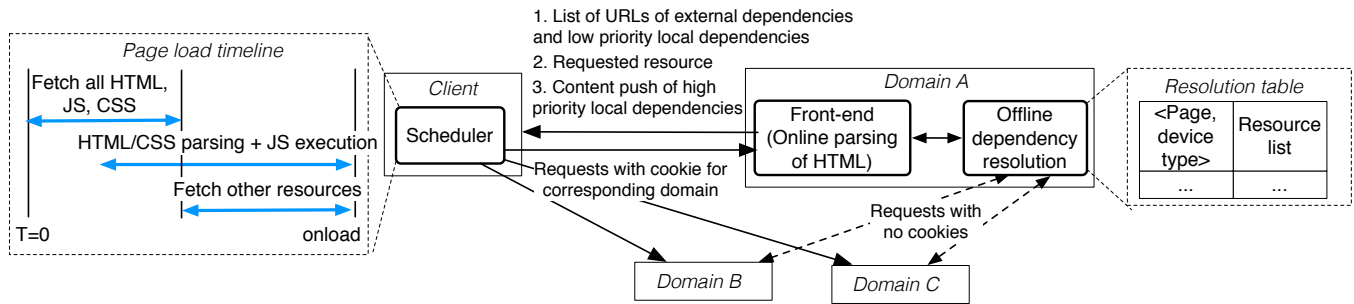 Page load timeline
Fetch all HTML,
JS, CSS
HTML/CSS parsing + JS execution
Fetch other resources
T=0
onload
Client
Scheduler
1. List of URLs of external dependencies
and low priority local dependencies
2. Requested resource
3. Content push of high
priority local dependencies
Requests with cookie for
corresponding domain
Domain A
Front-end
(Online parsing
of HTML)
Offline
dependency
resolution
Requests with
no cookies
Domain B
Domain C
Resolution table
<Page,
device
type>
Resource
list
...
...